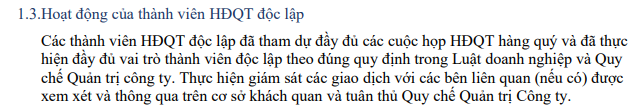 1.3.Hoạt động của thành viên HĐQT độc lập
Các thành viên HĐQT độc lập đã tham dự đầy đủ các cuộc họp HĐQT hàng quý và đã thực
hiện đầy đủ vai trò thành viên độc lập theo đúng quy định trong Luật doanh nghiệp và Quy
chế Quản trị công ty. Thực hiện giám sát các giao dịch với các bên liên quan (nếu có) được
xem xét và thông qua trên cơ sở khách quan và tuân thủ Quy chế Quản trị Công ty.